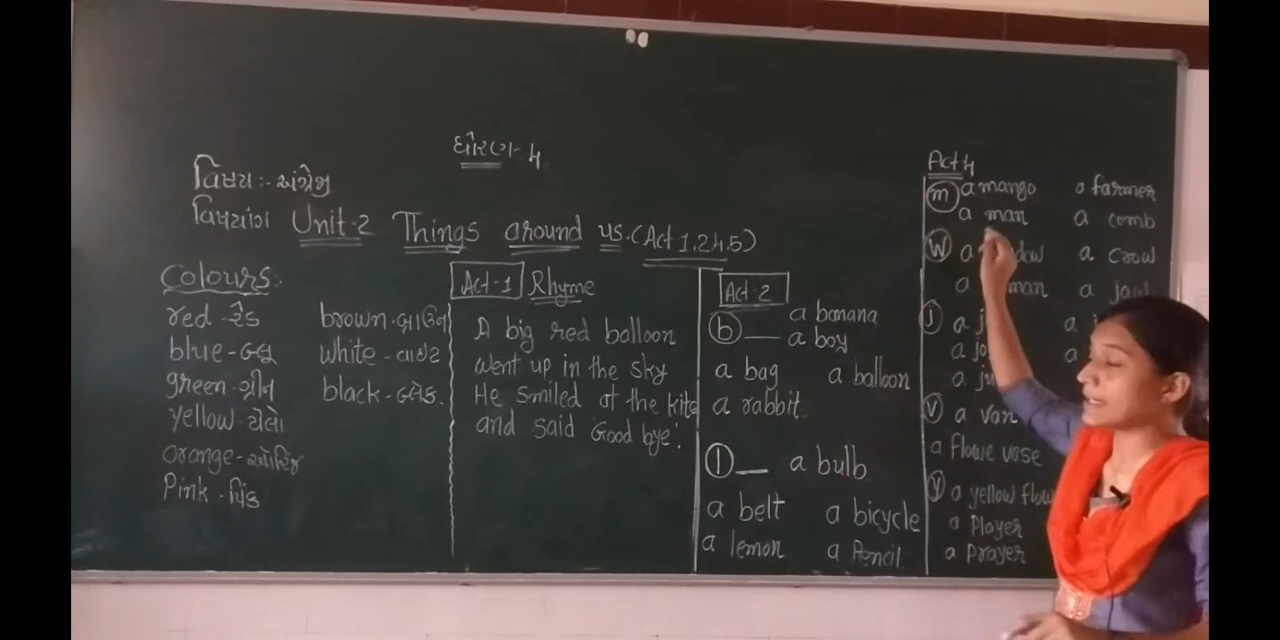 ધોરણ-૫
વિષય:- અંગ્રેજી
વિષયાંગ Unit-2 Things around us. (Act 1,2,4,5)
Colours
red - રેડ
blue - બ્લુ
green - ગ્રીન
yellow - યેલો
orange - ઓરેંજ
Pink - પિંક
brown - બ્રાઉન
white - વાઇટ
black - બ્લેક.
Act-1 Rhyme
A big red balloon
went up in the sky
He smiled at the kite
and said Good bye.'
Act-2
a banana
b — a boy
a bag a balloon
a rabbit
l — a bulb
a belt a bicycle
a lemon a Pencil
Act 4
m a mango a farmer
a man a comb
w a crow
a
j a
a
a
v a van
a flowe vase
y a yellow
a Player
a prayer